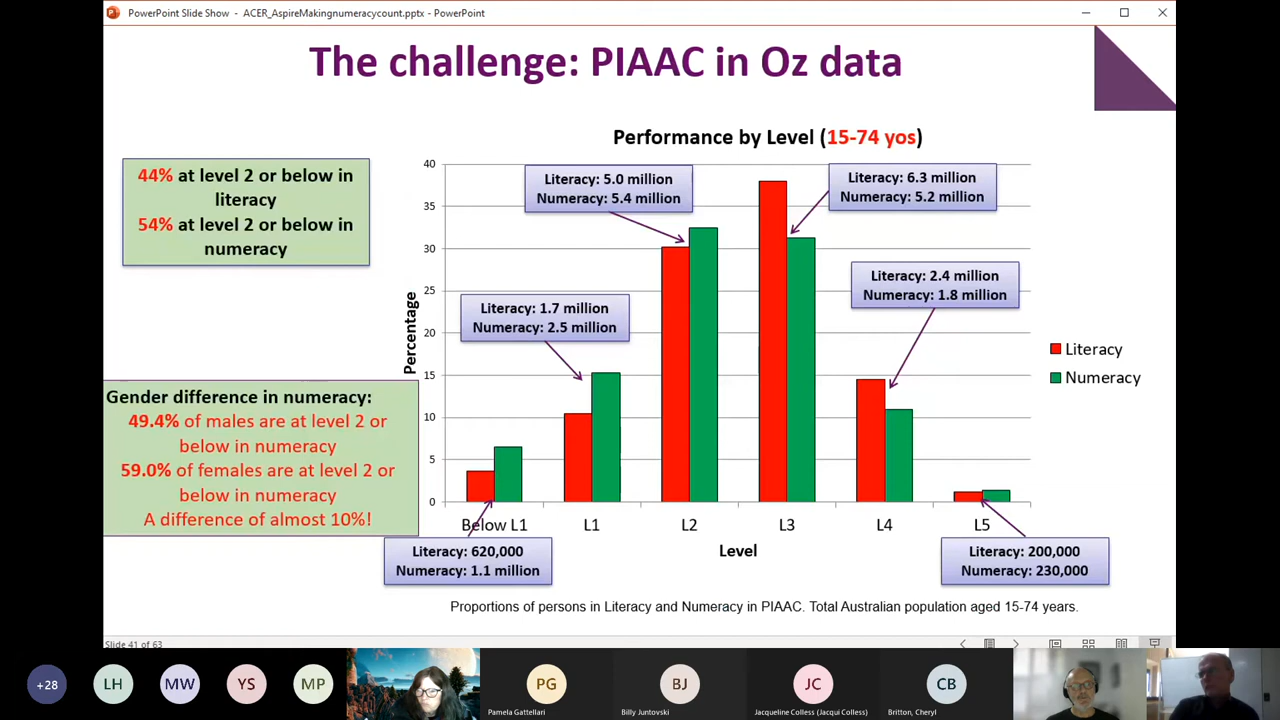 PowerPoint Slide Show - ACER_AspireMakingnumeracycount.pptx - PowerPoint
The challenge: PIAAC in Oz data
44% at level 2 or below in
literacy
54% at level 2 or below in
numeracy
Gender difference in numeracy:
49.4% of males are at level 2 or
below in numeracy
59.0% of females are at level 2 or
below in numeracy
A difference of almost 10%!
Performance by Level (15-74 yos)
Percentage
40
35
30
25
20
15
10
5
0
Literacy: 5.0 million
Numeracy: 5.4 million
Literacy: 6.3 million
Numeracy: 5.2 million
Literacy: 2.4 million
Numeracy: 1.8 million
Literacy: 1.7 million
Numeracy: 2.5 million
Literacy
Numeracy
Below L1 L1 L2 L3 L4 L5
Level
Literacy: 620,000
Numeracy: 1.1 million
Literacy: 200,000
Numeracy: 230,000
Proportions of persons in Literacy and Numeracy in PIAAC. Total Australian population aged 15-74 years.
Slide 41 of 63
+28 LH MW YS MP PG BJ JC CB
Pamela Gattellari
Billy Juntovski
Jacqueline Colless (Jacqui Colless)
Britton, Cheryl